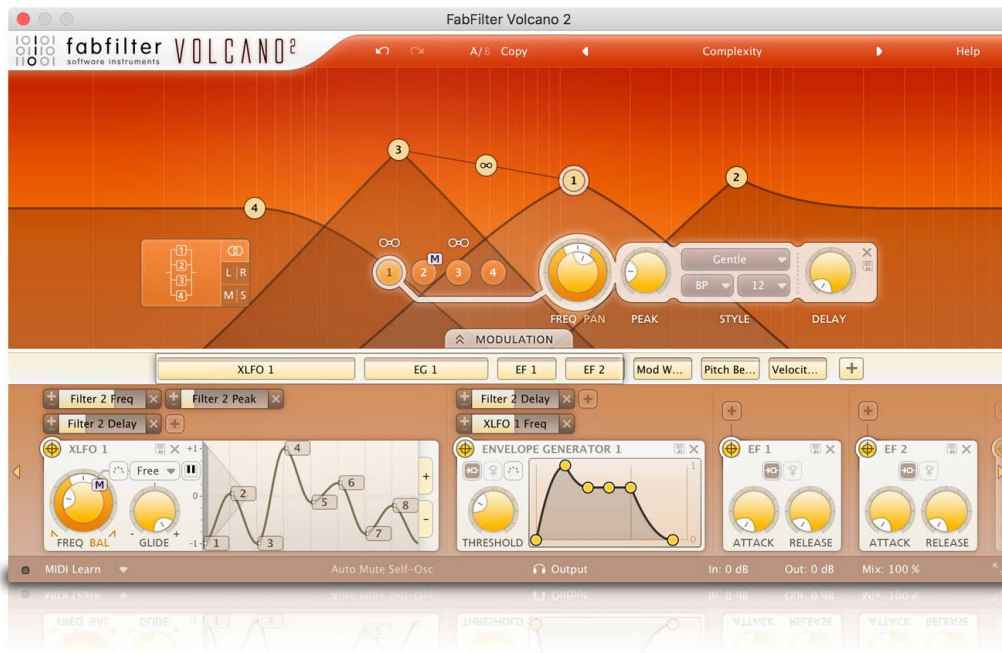 FabFilter Volcano 2
fabfilter VOLCANO²
software instruments
A/B Copy Complexity Help
3
∞
1
2
4
1
2
3
4
L R
M S
M
1 2 3 4
Gentle
BP 12
FREQ PAN PEAK STYLE DELAY
MODULATION
XLFO 1 EG 1 EF 1 EF 2 Mod W... Pitch Be... Velocit... +
+ Filter 2 Freq × + Filter 2 Peak × + Filter 2 Delay × +
+ Filter 2 Delay × + + XLFO 1 Freq × + +
XLFO 1 ENVELOPE GENERATOR 1 EF 1 EF 2
Free
M
+1
0
-1
1 2 3 4 5 6 7 8
+
-
1
0
FREQ BAL - GLIDE + THRESHOLD ATTACK RELEASE ATTACK RELEASE
MIDI Learn Auto Mute Self-Osc Output In: 0 dB Out: 0 dB Mix: 100 %